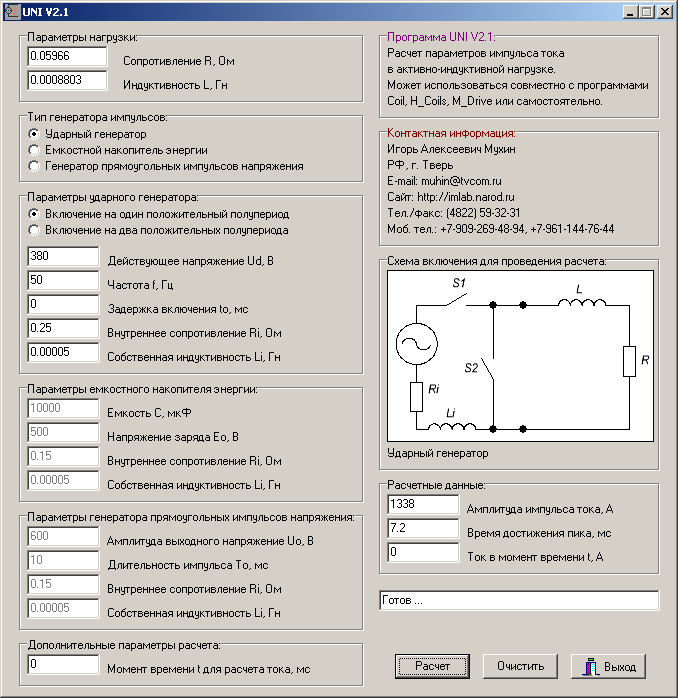 UNI V2.1
Параметры нагрузки:
0.05966 Сопротивление R, Ом
0.0008803 Индуктивность L, Гн
Тип генератора импульсов:
Ударный генератор
Емкостной накопитель энергии
Генератор прямоугольных импульсов напряжения
Параметры ударного генератора:
Включение на один положительный полупериод
Включение на два положительных полупериода
380 Действующее напряжение Ud, В
50 Частота f, Гц
0 Задержка включения to, мс
0.25 Внутреннее сопротивление Ri, Ом
0.00005 Собственная индуктивность Li, Гн
Параметры емкостного накопителя энергии:
10000 Емкость C, мкФ
500 Напряжение заряда Eo, В
0.15 Внутреннее сопротивление Ri, Ом
0.00005 Собственная индуктивность Li, Гн
Параметры генератора прямоугольных импульсов напряжения:
600 Амплитуда выходного напряжения Uo, В
10 Длительность импульса To, мс
0.15 Внутреннее сопротивление Ri, Ом
0.00005 Собственная индуктивность Li, Гн
Дополнительные параметры расчета:
0 Момент времени t для расчета тока, мс
Программа UNI V2.1:
Расчет параметров импульса тока
в активно-индуктивной нагрузке.
Может использоваться совместно с программами
Coil, H_Coils, M_Drive или самостоятельно.
Контактная информация:
Игорь Алексеевич Мухин
РФ, г. Тверь
E-mail: muhin@tvcom.ru
Сайт: http://imlab.narod.ru
Тел./факс: (4822) 59-32-31
Моб. тел.: +7-909-269-48-94, +7-961-144-76-44
Схема включения для проведения расчета:
S1
L
S2
R
Ri
Li
Ударный генератор
Расчетные данные:
1338 Амплитуда импульса тока, А
7.2 Время достижения пика, мс
0 Ток в момент времени t, А
Готов ...
Расчет
Очистить
Выход